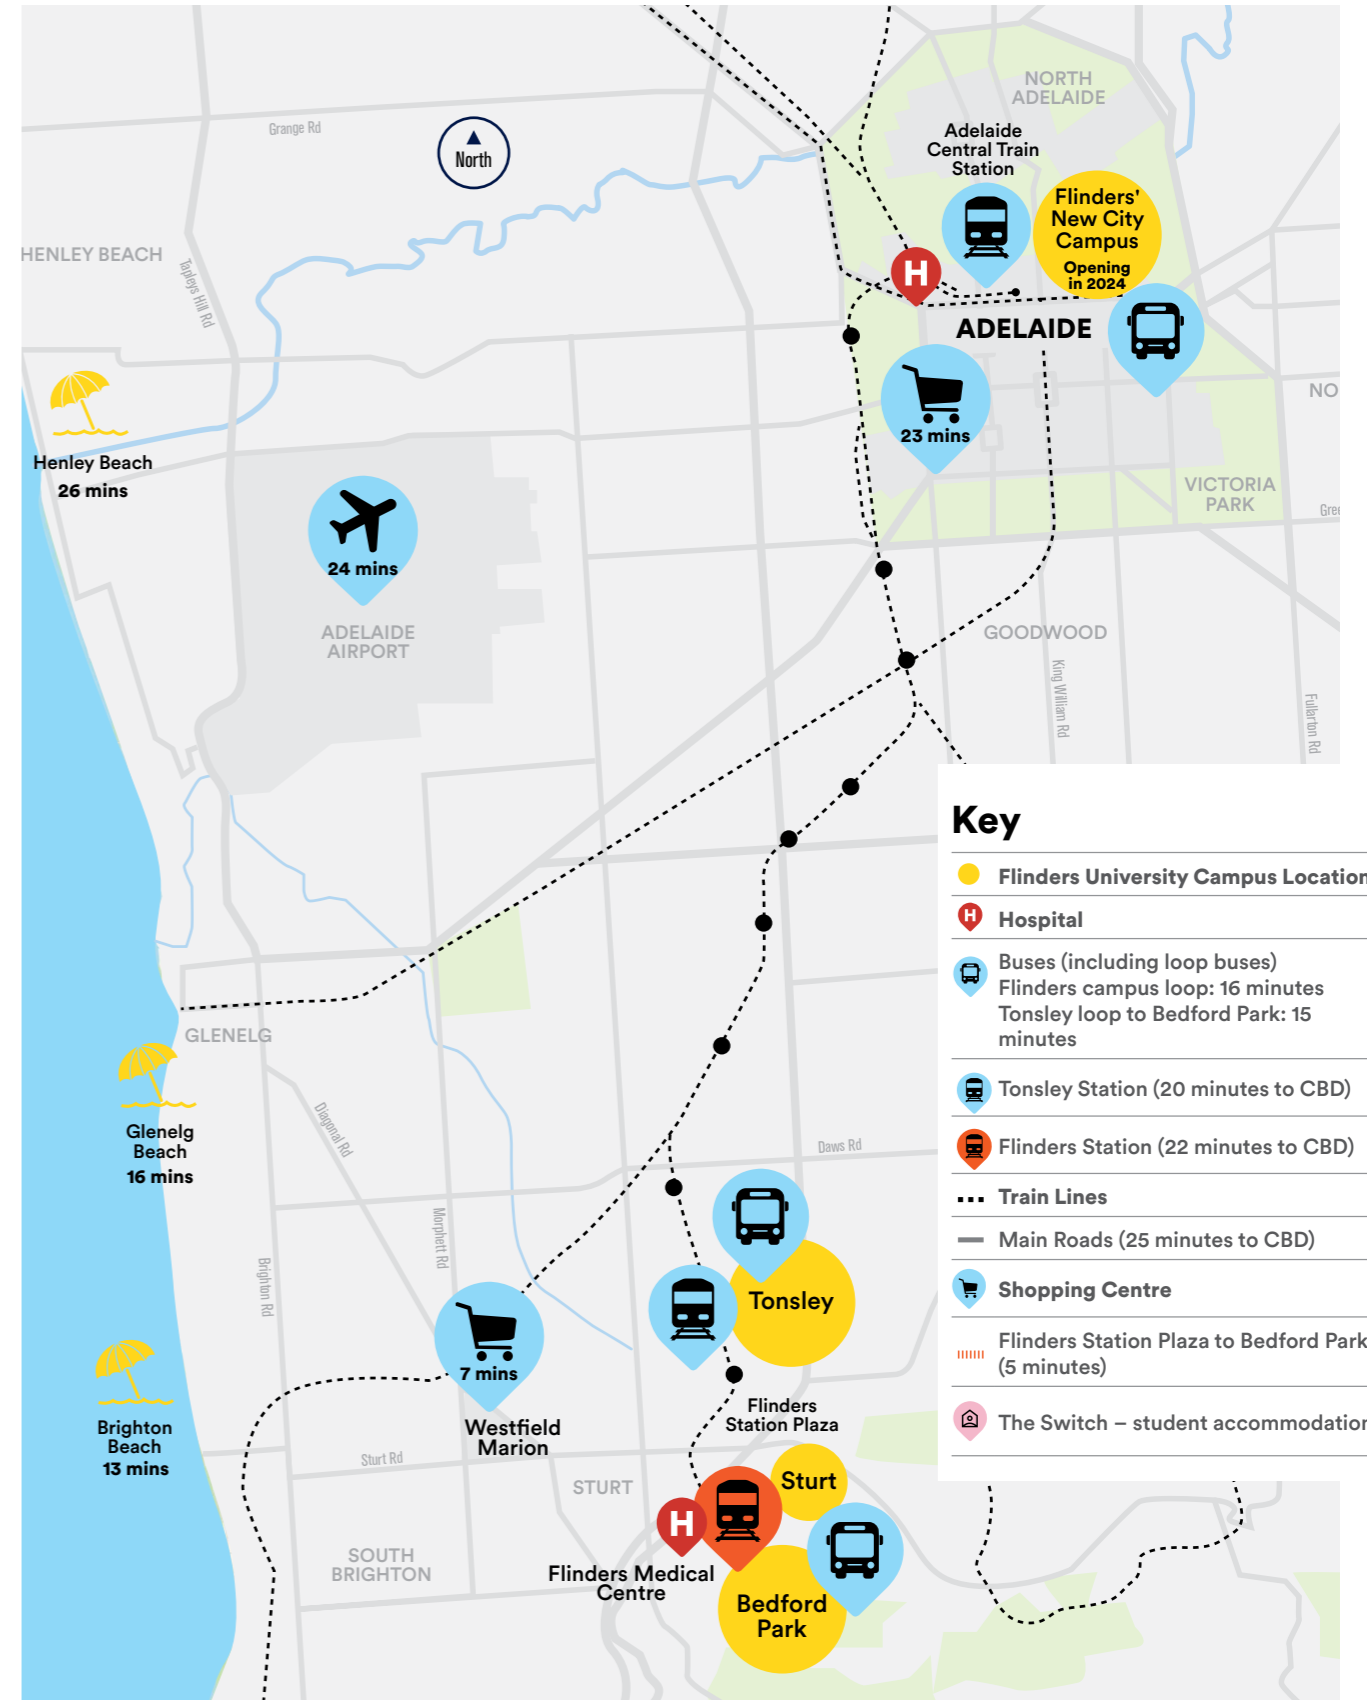 NORTH
ADELAIDE
Grange Rd
North
Adelaide
Central Train
Station
Flinders'
New City
Campus
Opening
in 2024
HENLEY BEACH
Tapleys Hill Rd
H
ADELAIDE
23 mins
NO
Henley Beach
26 mins
VICTORIA
PARK
Gree
24 mins
ADELAIDE
AIRPORT
GOODWOOD
King William Rd
Fullarton Rd
Key
Flinders University Campus Location
H
Hospital
Buses (including loop buses)
Flinders campus loop: 16 minutes
Tonsley loop to Bedford Park: 15
minutes
Tonsley Station (20 minutes to CBD)
Flinders Station (22 minutes to CBD)
Train Lines
Main Roads (25 minutes to CBD)
Shopping Centre
Flinders Station Plaza to Bedford Park
(5 minutes)
The Switch – student accommodation
GLENELG
Glenelg
Beach
16 mins
Diagonal Rd
Daws Rd
Morphett Rd
Brighton Rd
Tonsley
7 mins
Westfield
Marion
Flinders
Station Plaza
Brighton
Beach
13 mins
Sturt Rd
STURT
Sturt
H
SOUTH
BRIGHTON
Flinders Medical
Centre
Bedford
Park